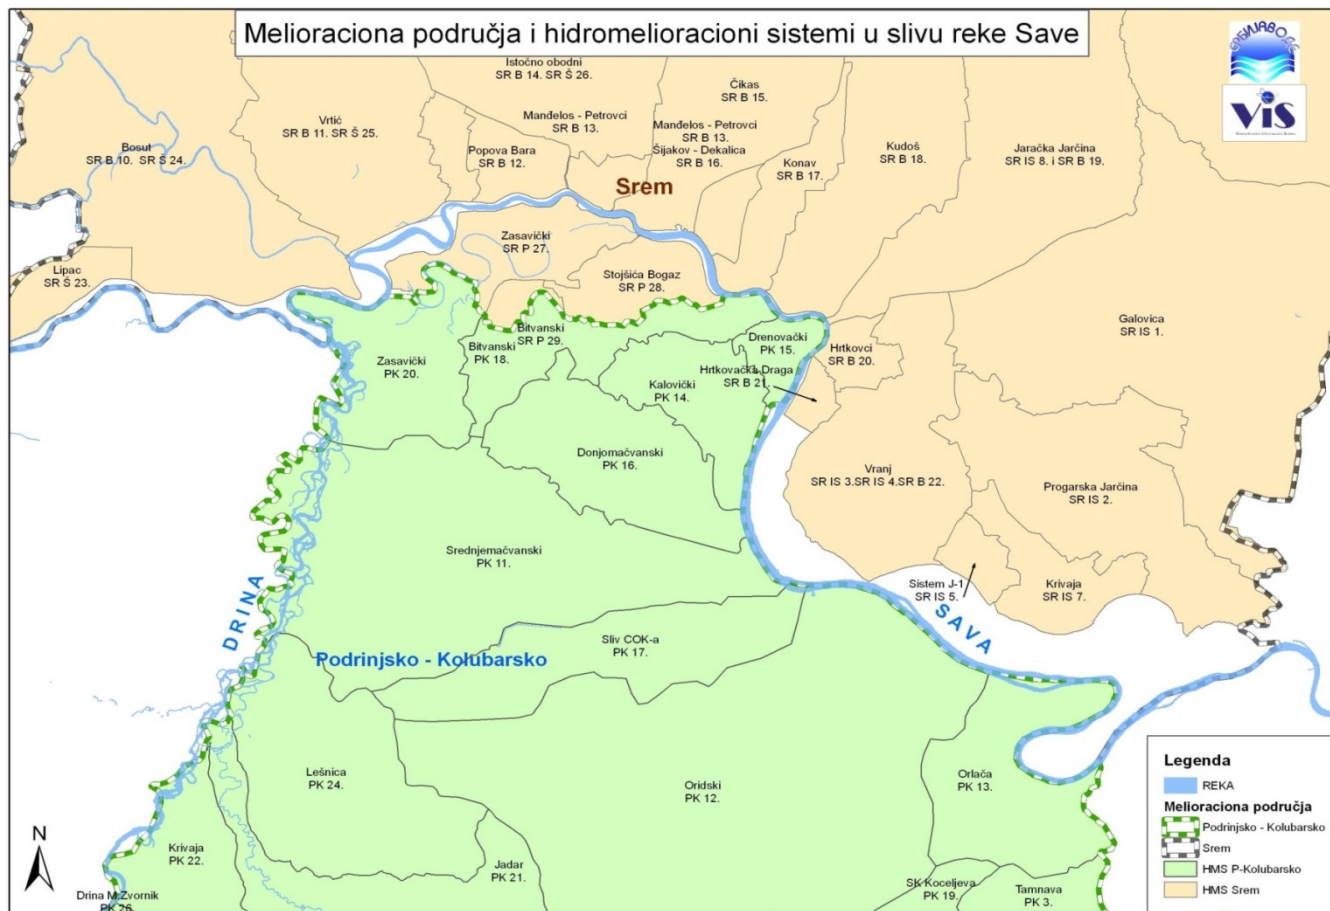 Melioraciona područja i hidromelioracioni sistemi u slivu reke Save
СРБИЈАВОДЕ
ViS
Istočno obodni
SR B 14. SR Š 26.
Čikas
SR B 15.
Vrtić
SR B 11. SR Š 25.
Manđelos - Petrovci
SR B 13.
Manđelos - Petrovci
SR B 13.
Šijakov - Dekalica
SR B 16.
Bosut
SR B 10. SR Š 24.
Popova Bara
SR B 12.
Konav
SR B 17.
Kudoš
SR B 18.
Jaračka Jarčina
SR IS 8. i SR B 19.
Srem
Zasavički
SR P 27.
Lipac
SR Š 23.
Stojšića Bogaz
SR P 28.
Galovica
SR IS 1.
Bitvanski
SR P 29.
Drenovački
PK 15.
Bitvanski
PK 18.
Hrtkovci
SR B 20.
Zasavički
PK 20.
Hrtkovačka Draga
SR B 21.
Kalovički
PK 14.
Donjomačvanski
PK 16.
Vranj
SR IS 3.SR IS 4.SR B 22.
Progarska Jarčina
SR IS 2.
Srednjemačvanski
PK 11.
Sistem J-1
SR IS 5.
Krivaja
SR IS 7.
DRINA
SAVA
Sliv COK-a
PK 17.
Podrinjsko - Kolubarsko
Lešnica
PK 24.
Oridski
PK 12.
Orlača
PK 13.
Krivaja
PK 22.
Jadar
PK 21.
SK Koceljeva
PK 19.
Tamnava
PK 3.
Drina M Zvornik
PK 26.
N
Legenda
REKA
Melioraciona područja
Podrinjsko - Kolubarsko
Srem
HMS P-Kolubarsko
HMS Srem